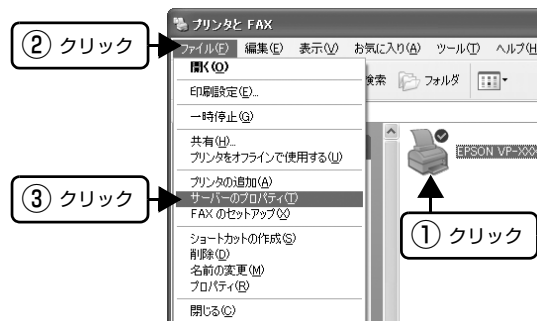 プリンタと FAX
② クリック
ファイル(F) 編集(E) 表示(V) お気に入り(A) ツール(T) ヘルプ(H
開く(O)
検索 フォルダ
印刷設定(E)...
一時停止(G)
共有(H)...
プリンタをオフラインで使用する(U)
EPSON VP-XXX
プリンタの追加(A)
③ クリック
サーバーのプロパティ(T)
FAX のセットアップ(X)
① クリック
ショートカットの作成(S)
削除(D)
名前の変更(M)
プロパティ(R)
閉じる(C)